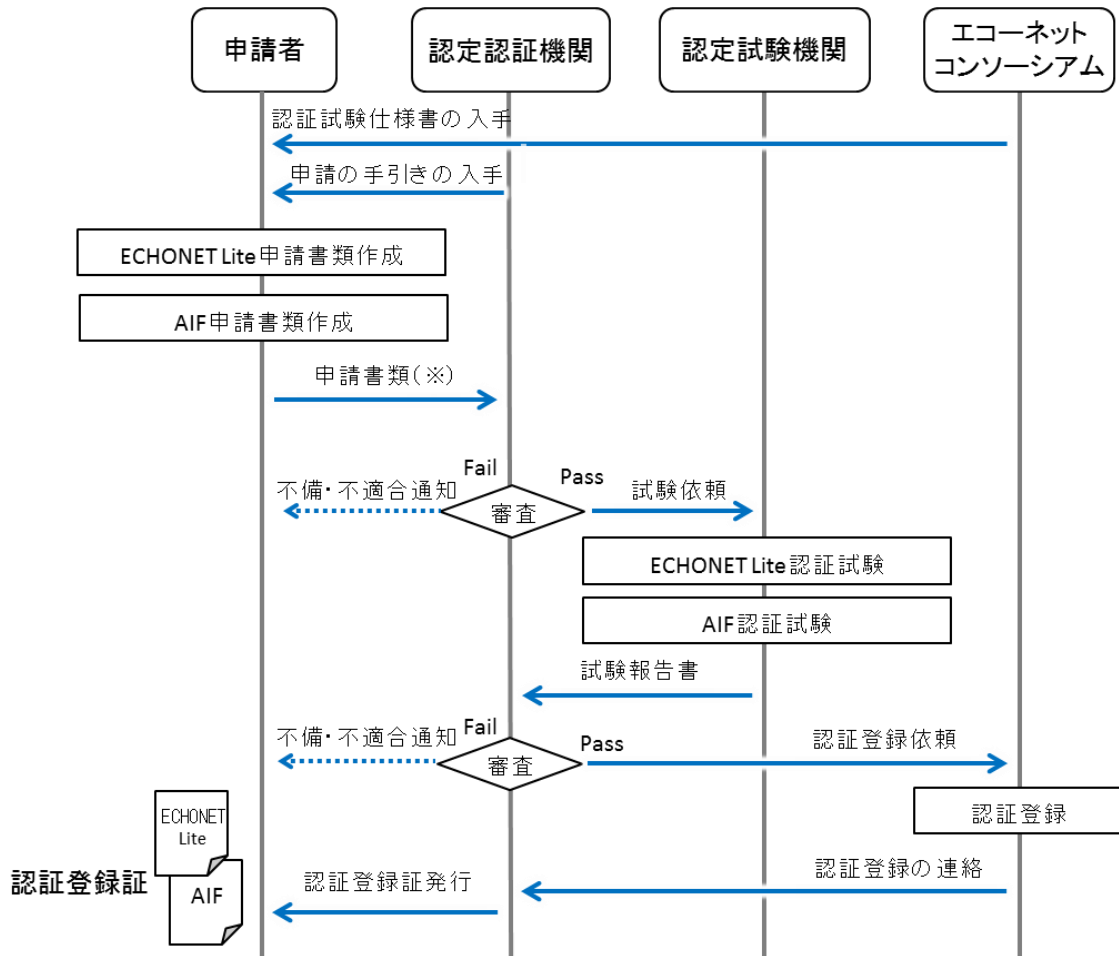 申請者
認定認証機関
認定試験機関
エコーネット
コンソーシアム
認証試験仕様書の入手
申請の手引きの入手
ECHONET Lite申請書類作成
AIF申請書類作成
申請書類(※)
Fail
Pass
不備・不適合通知
審査
試験依頼
ECHONET Lite認証試験
AIF認証試験
試験報告書
Fail
Pass
不備・不適合通知
審査
認証登録依頼
ECHONET
Lite
認証登録
認証登録証
AIF
認証登録の連絡
認証登録証発行